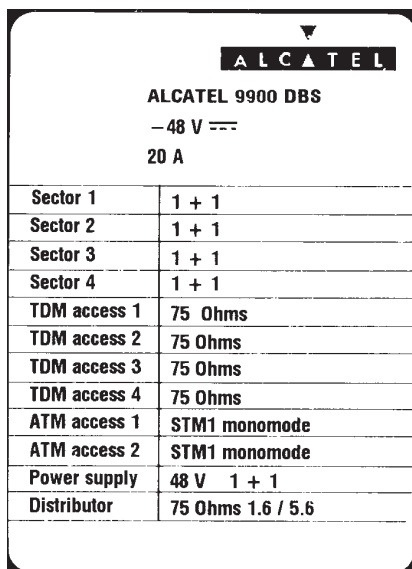 ALCATEL
ALCATEL 9900 DBS
–48 V ⎓
20 A
Sector 1 1 + 1
Sector 2 1 + 1
Sector 3 1 + 1
Sector 4 1 + 1
TDM access 1 75 Ohms
TDM access 2 75 Ohms
TDM access 3 75 Ohms
TDM access 4 75 Ohms
ATM access 1 STM1 monomode
ATM access 2 STM1 monomode
Power supply 48 V 1 + 1
Distributor 75 Ohms 1.6 / 5.6